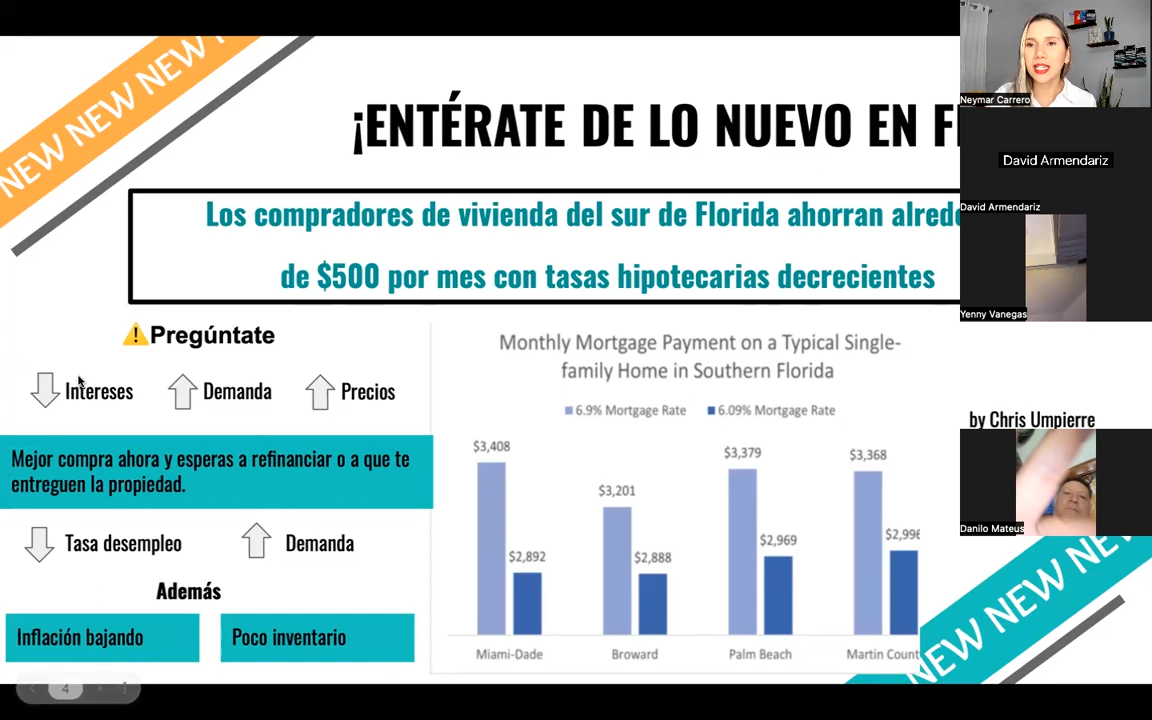 NEW NEW NEW NEW
¡ENTÉRATE DE LO NUEVO EN
Los compradores de vivienda del sur de Florida ahorran
de $500 por mes con tasas hipotecarias decrecientes
Pregúntate
Intereses
Demanda
Precios
Mejor compra ahora y esperas a refinanciar o a que te
entreguen la propiedad.
Tasa desempleo
Demanda
Además
Inflación bajando
Poco inventario
Monthly Mortgage Payment on a Typical Single-
family Home in Southern Florida
6.9% Mortgage Rate
6.09% Mortgage Rate
$3,408
$2,892
$3,201
$2,888
$3,379
$2,969
$3,368
$2,996
Miami-Dade
Broward
Palm Beach
Martin
4
Neymar Carrero
David Armendariz
David Armendariz
Yenny Vanegas
by Chris Umpierre
Danilo Mateus
NEW NEW NEW